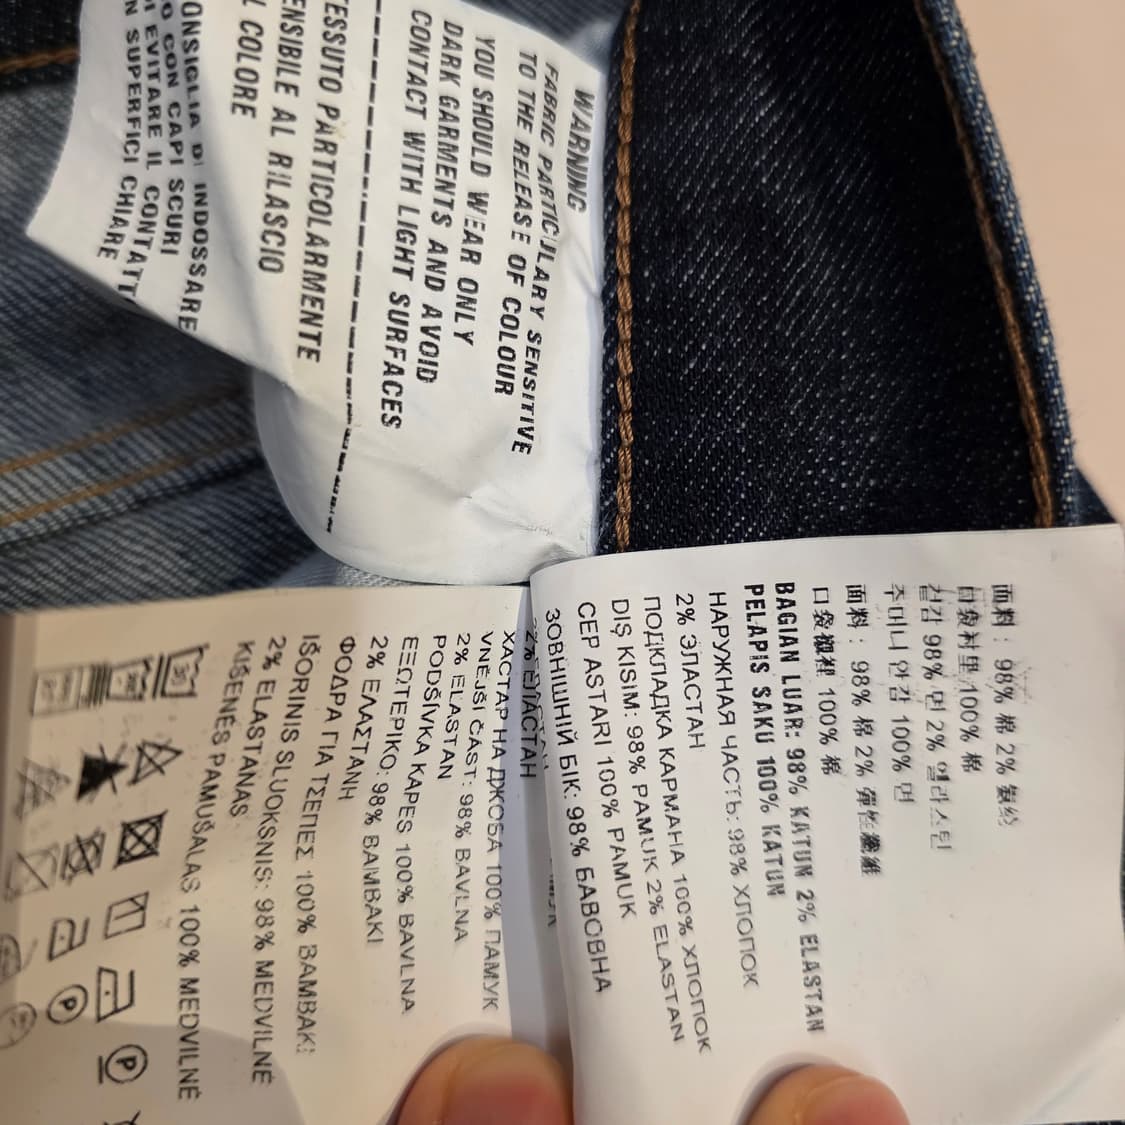 WARNING
FABRIC PARTICULARY SENSITIVE
TO THE RELEASE OF COLOUR
YOU SHOULD WEAR ONLY
DARK GARMENTS AND AVOID
CONTACT WITH LIGHT SURFACES
TESSUTO PARTICOLARMENTE
ENSIBILE AL RILASCIO
L COLORE
ONSIGLIA DI INDOSSARE
O CON CAPI SCURI
DI EVITARE IL CONTATT
N SUPERFICI CHIARE
面料: 98% 棉 2% 氨纶
口袋衬里 100% 棉
겉감 98% 면 2% 엘라스틴
주머니 안감 100% 면
面料: 98% 棉 2% 彈性纖維
口袋襯裡 100% 棉
BAGIAN LUAR: 98% KATUN 2% ELASTAN
PELAPIS SAKU 100% KATUN
НАРУЖНАЯ ЧАСТЬ: 98% ХЛОПОК
2% ЭЛАСТАН
ПОДКЛАДКА КАРМАНА 100% ХЛОПОК
DIŞ KISIM: 98% PAMUK 2% ELASTAN
CEP ASTARI 100% PAMUK
ЗОВНІШНІЙ БІК: 98% БАВОВНА
2% ЕЛАСТАН
ХАСТАР НА ДЖОБА 100% ПАМУК
VNĚJŠÍ ČÁST: 98% BAVLNA
2% ELASTAN
PODŠÍVKA KAPES 100% BAVLNA
ΕΞΩΤΕΡΙΚΟ: 98% ΒΑΜΒΑΚΙ
2% ΕΛΑΣΤΑΝΗ
ΦΟΔΡΑ ΓΙΑ ΤΣΕΠΕΣ 100% ΒΑΜΒΑΚΙ
IŠORINIS SLUOKSNIS: 98% MEDVILNĖ
2% ELASTANAS
KIŠENĖS PAMUŠALAS 100% MEDVILNĖ
30
P
P